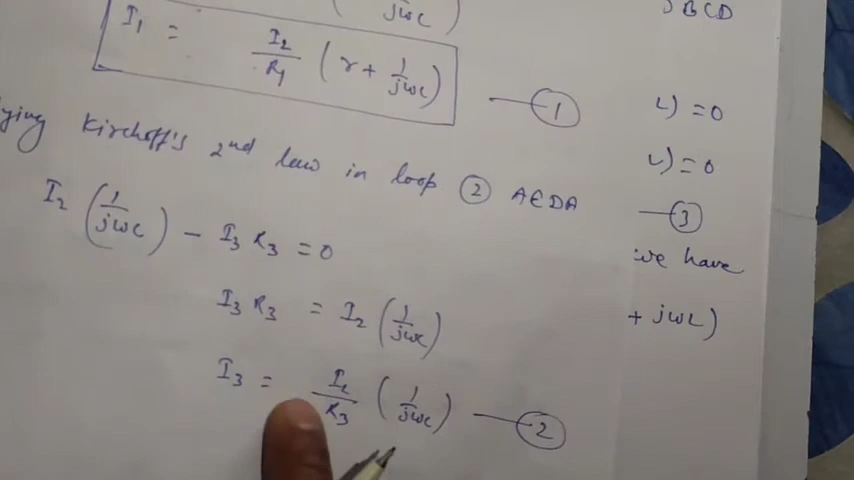 jωc )
I₁ = I₂/R₁ ( r + 1/jωc ) —①
Kirchoff's 2nd law in loop ② AEDA
I₂ ( 1/jωc ) − I₃ R₃ = 0
I₃ R₃ = I₂ ( 1/jωc )
I₃ = I₂/R₃ ( 1/jωc ) —②
BCD
L) = 0
L) = 0
—③
we have
+ jωL)